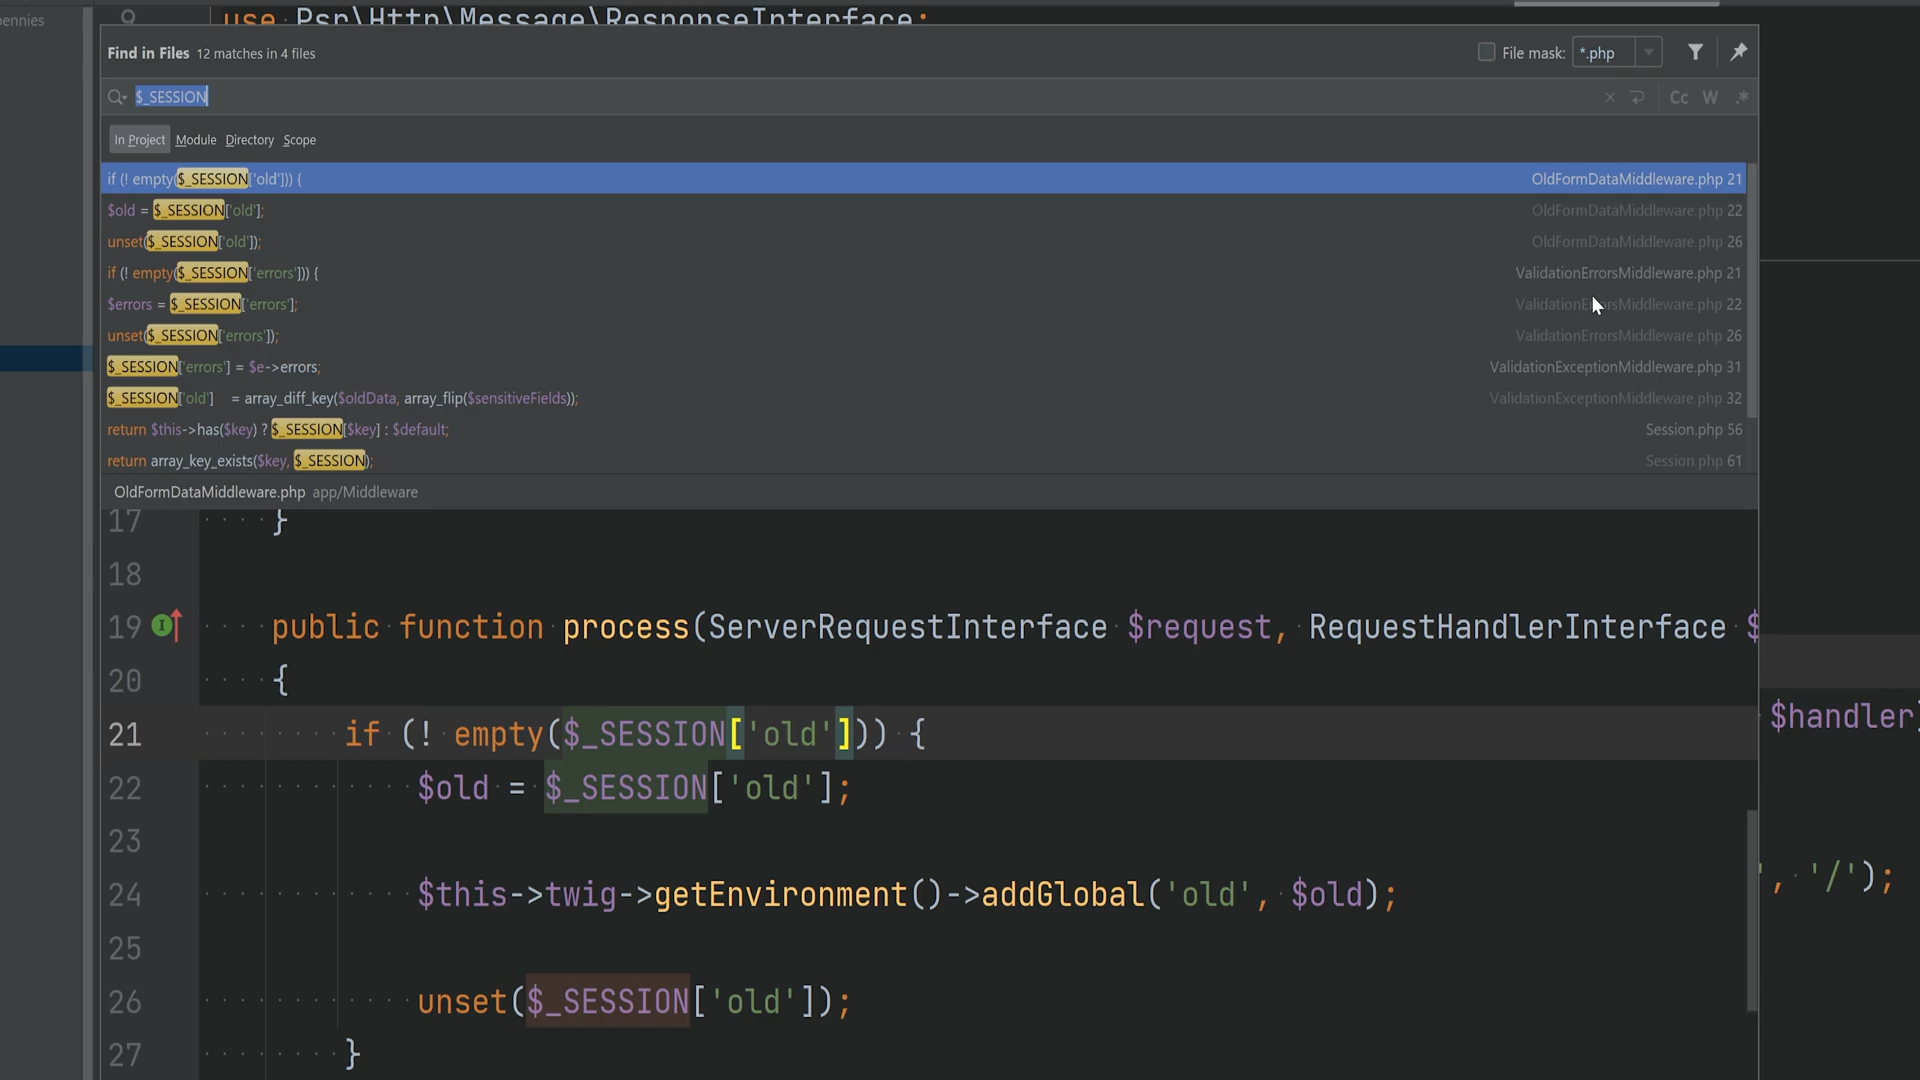 ennies
9 use Psr\Http\Message\ResponseInterface;
Find in Files 12 matches in 4 files File mask: *.php
$_SESSION Cc W .*
In Project Module Directory Scope
if (! empty($_SESSION['old'])) { OldFormDataMiddleware.php 21
$old = $_SESSION['old']; OldFormDataMiddleware.php 22
unset($_SESSION['old']); OldFormDataMiddleware.php 26
if (! empty($_SESSION['errors'])) { ValidationErrorsMiddleware.php 21
$errors = $_SESSION['errors']; ValidationErrorsMiddleware.php 22
unset($_SESSION['errors']); ValidationErrorsMiddleware.php 26
$_SESSION['errors'] = $e->errors; ValidationExceptionMiddleware.php 31
$_SESSION['old'] = array_diff_key($oldData, array_flip($sensitiveFields)); ValidationExceptionMiddleware.php 32
return $this->has($key) ? $_SESSION[$key] : $default; Session.php 56
return array_key_exists($key, $_SESSION); Session.php 61
OldFormDataMiddleware.php app/Middleware
17 }
18
19 public function process(ServerRequestInterface $request, RequestHandlerInterface $
20 {
$handler
21 if (! empty($_SESSION['old'])) {
22 $old = $_SESSION['old'];
23
', '/');
24 $this->twig->getEnvironment()->addGlobal('old', $old);
25
26 unset($_SESSION['old']);
27 }